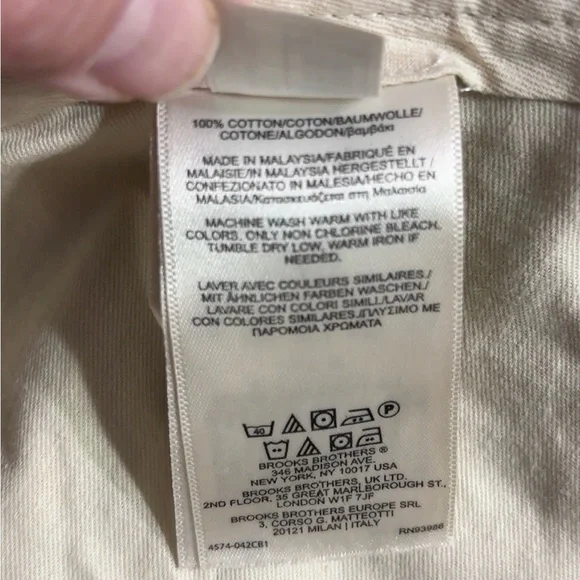 100% COTTON/COTON/BAUMWOLLE/
COTONE/ALGODON/βαμβάκι
MADE IN MALAYSIA/FABRIQUÉ EN
MALAISIE/IN MALAYSIA HERGESTELLT/
CONFEZIONATO IN MALESIA/HECHO EN
MALASIA/Κατασκευάζεται στη Μαλαισία
MACHINE WASH WARM WITH LIKE
COLORS, ONLY NON CHLORINE BLEACH.
TUMBLE DRY LOW, WARM IRON IF
NEEDED.
LAVER AVEC COULEURS SIMILAIRES./
MIT ÄHNLICHEN FARBEN WASCHEN./
LAVARE CON COLORI SIMILI./LAVAR
CON COLORES SIMILARES./ΠΛΥΣΙΜΟ ΜΕ
ΠΑΡΟΜΟΙΑ ΧΡΩΜΑΤΑ
40 P
BROOKS BROTHERS ®
346 MADISON AVE.
NEW YORK, NY 10017 USA
BROOKS BROTHERS, UK LTD.
2ND FLOOR, 35 GREAT MARLBOROUGH ST.,
LONDON W1F 7JF
BROOKS BROTHERS EUROPE SRL
3, CORSO G. MATTEOTTI
20121 MILAN | ITALY
4574-042CB1 RN93986